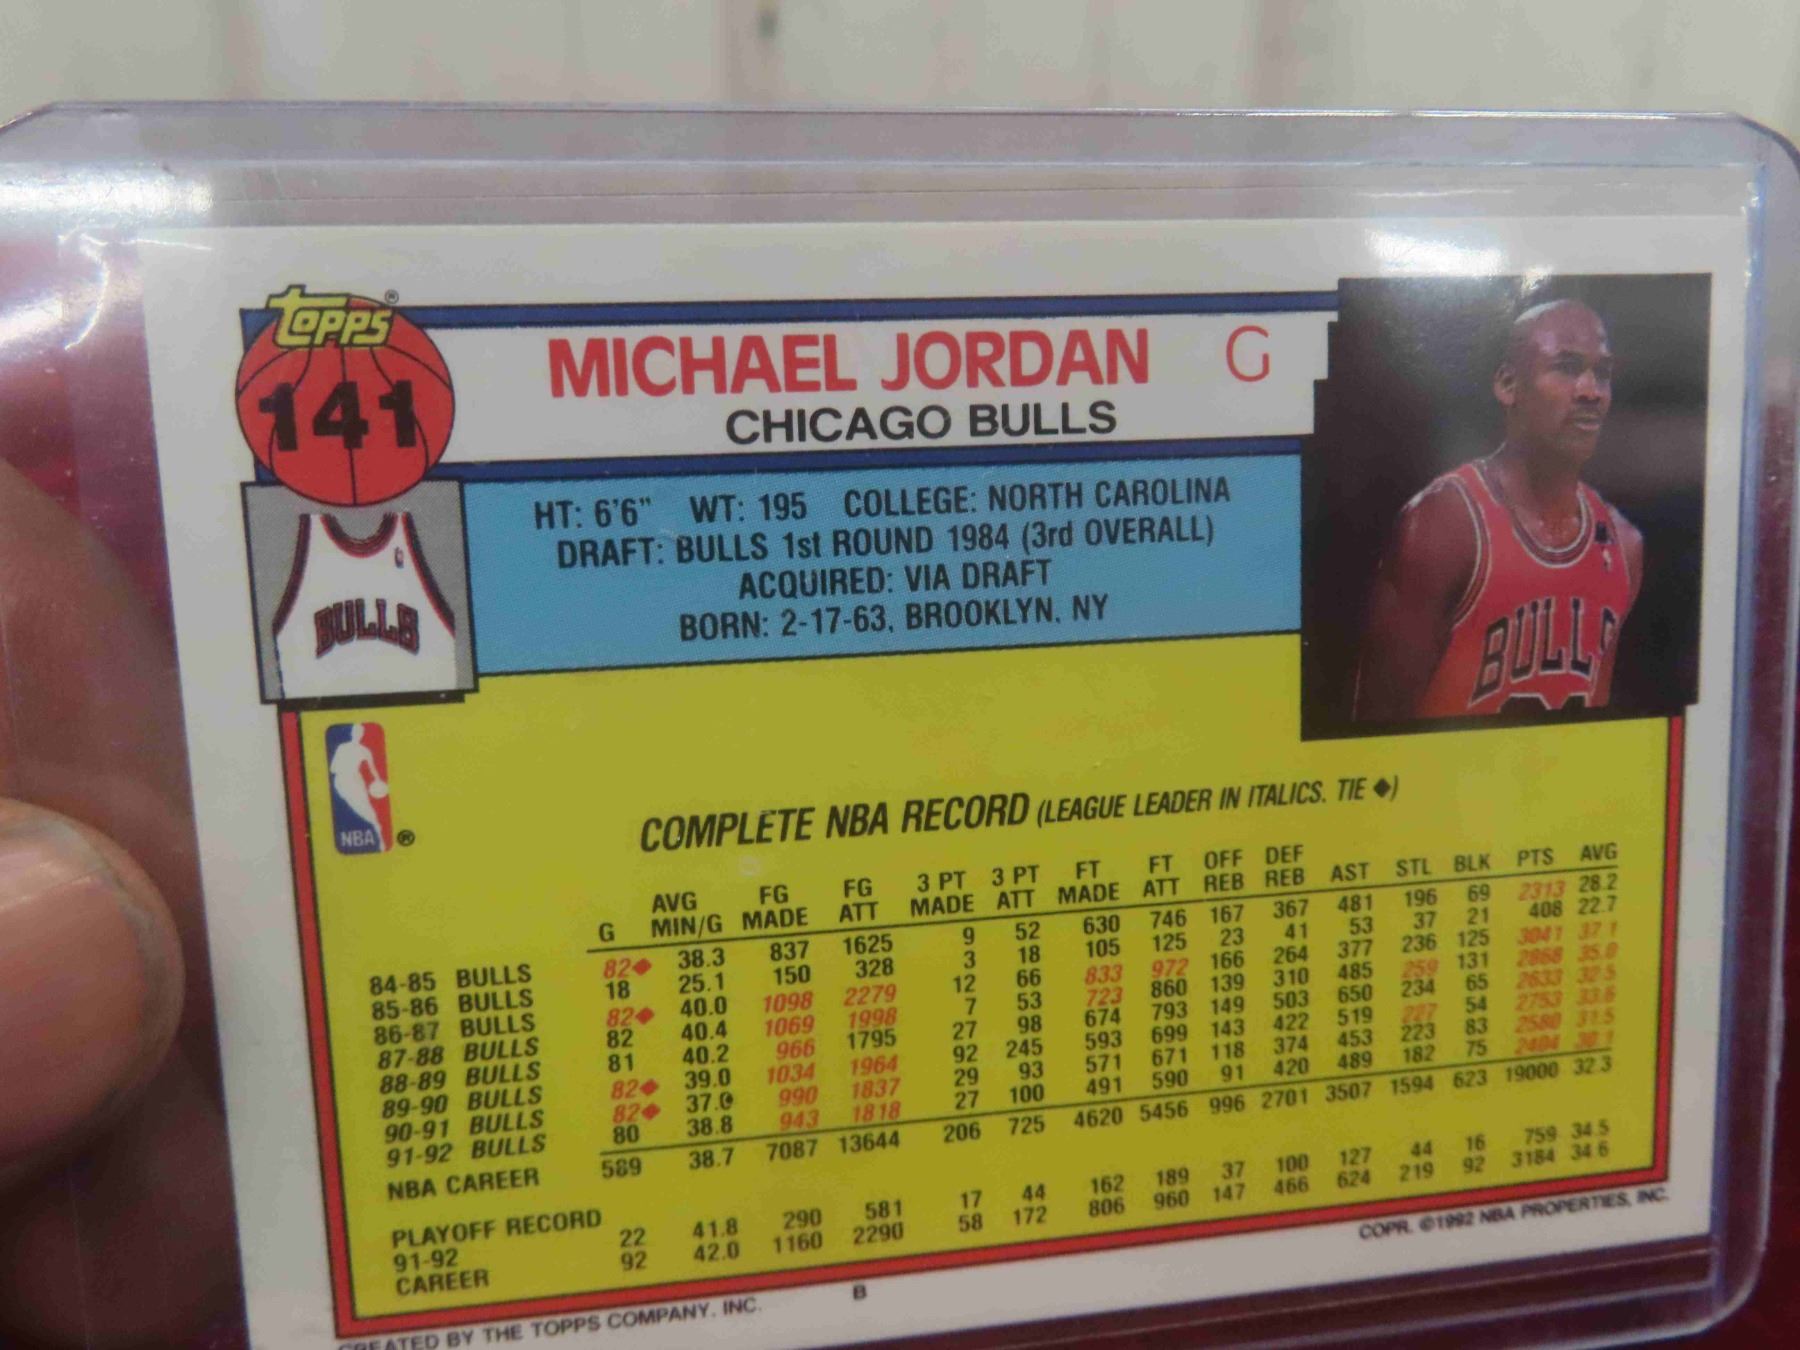 topps®
141
MICHAEL JORDAN G
CHICAGO BULLS
HT: 6'6" WT: 195 COLLEGE: NORTH CAROLINA
DRAFT: BULLS 1st ROUND 1984 (3rd OVERALL)
ACQUIRED: VIA DRAFT
BORN: 2-17-63, BROOKLYN, NY
BULLS
BULLS
NBA ®
COMPLETE NBA RECORD (LEAGUE LEADER IN ITALICS. TIE ◆)
G AVG MIN/G FG MADE FG ATT 3 PT MADE 3 PT ATT FT MADE FT ATT OFF REB DEF REB AST STL BLK PTS AVG
84-85 BULLS 82◆ 38.3 837 1625 9 52 630 746 167 367 481 196 69 2313 28.2
85-86 BULLS 18 25.1 150 328 3 18 105 125 23 41 53 37 21 408 22.7
86-87 BULLS 82◆ 40.0 1098 2279 12 66 833 972 166 264 377 236 125 3041 37.1
87-88 BULLS 82 40.4 1069 1998 7 53 723 860 139 310 485 259 131 2868 35.0
88-89 BULLS 81 40.2 966 1795 27 98 674 793 149 503 650 234 65 2633 32.5
89-90 BULLS 82◆ 39.0 1034 1964 92 245 593 699 143 422 519 227 54 2753 33.6
90-91 BULLS 82◆ 37.0 990 1837 29 93 571 671 118 374 453 223 83 2580 31.5
91-92 BULLS 80 38.8 943 1818 27 100 491 590 91 420 489 182 75 2404 30.1
NBA CAREER 589 38.7 7087 13644 206 725 4620 5456 996 2701 3507 1594 623 19000 32.3
PLAYOFF RECORD
91-92 22 41.8 290 581 17 44 162 189 37 100 127 44 16 759 34.5
CAREER 92 42.0 1160 2290 58 172 806 960 147 466 624 219 92 3184 34.6
COPR. ©1992 NBA PROPERTIES, INC.
CREATED BY THE TOPPS COMPANY, INC. B